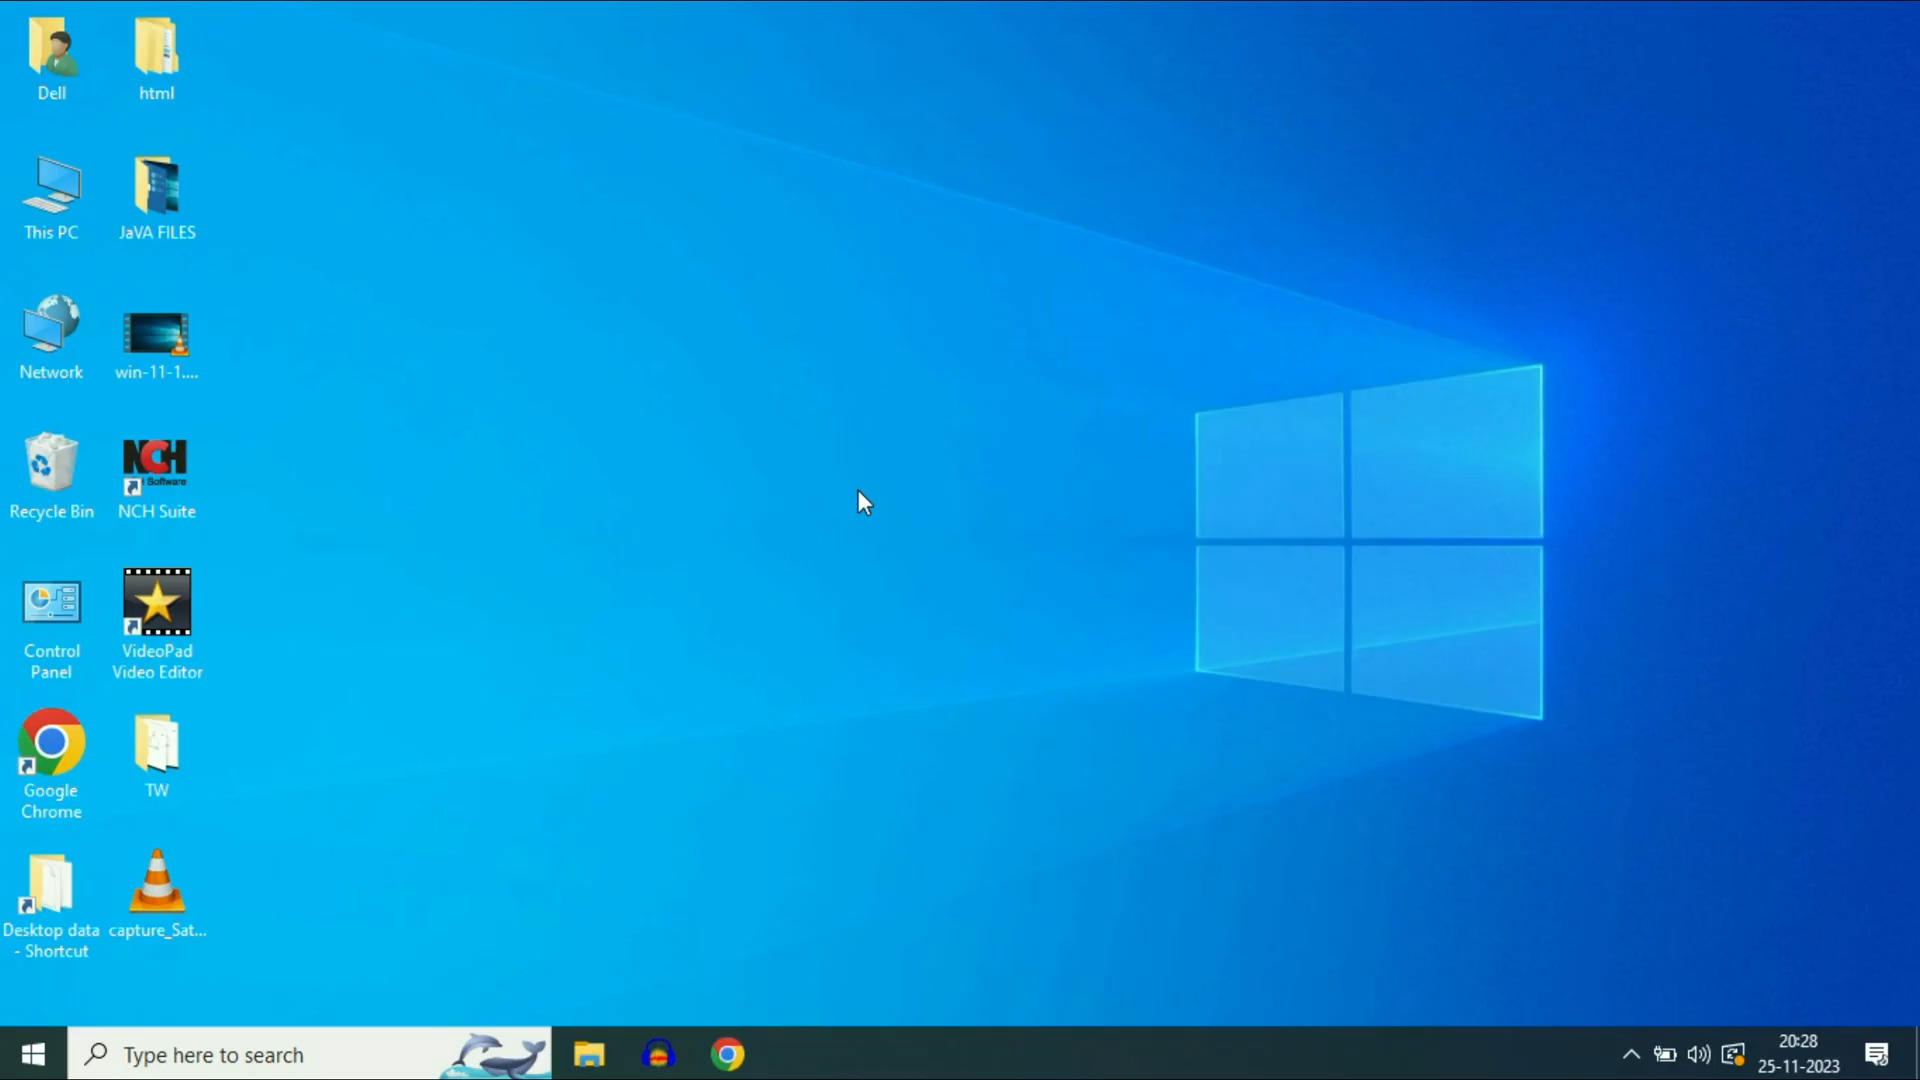 Dell
html
This PC
JaVA FILES
Network
win-11-1....
Recycle Bin
NCH
Software
NCH Suite
Control
Panel
VideoPad
Video Editor
Google
Chrome
TW
Desktop data
- Shortcut
capture_Sat...
Type here to search
20:28
25-11-2023